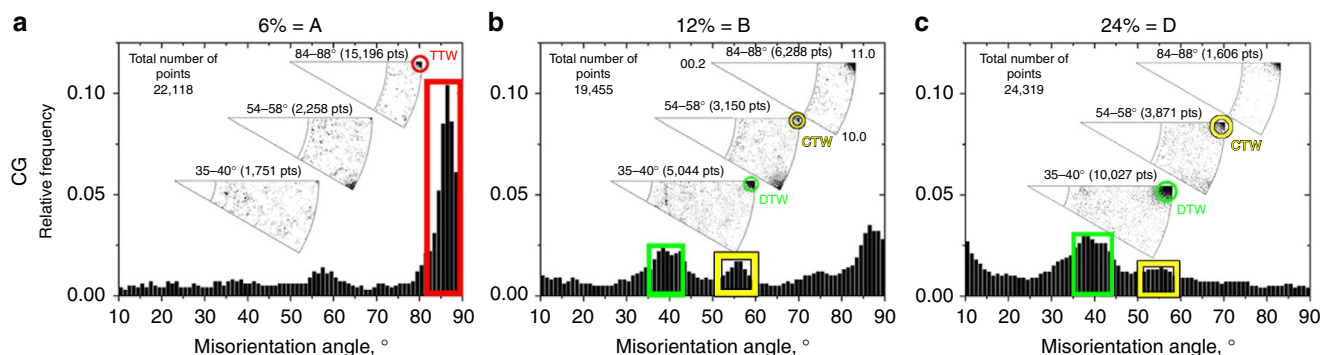 a
6% = A
b
12% = B
c
24% = D
CG
Relative frequency
0.10
0.05
0.00
Total number of
points
22,118
84–88° (15,196 pts)
TTW
54–58° (2,258 pts)
35–40° (1,751 pts)
10 20 30 40 50 60 70 80 90
Misorientation angle, °
0.10
0.05
0.00
Total number of
points
19,455
84–88° (6,288 pts)
11.0
00.2
10.0
54–58° (3,150 pts)
CTW
35–40° (5,044 pts)
DTW
10 20 30 40 50 60 70 80 90
Misorientation angle, °
0.10
0.05
0.00
Total number of
points
24,319
84–88° (1,606 pts)
54–58° (3,871 pts)
CTW
35–40° (10,027 pts)
DTW
10 20 30 40 50 60 70 80 90
Misorientation angle, °